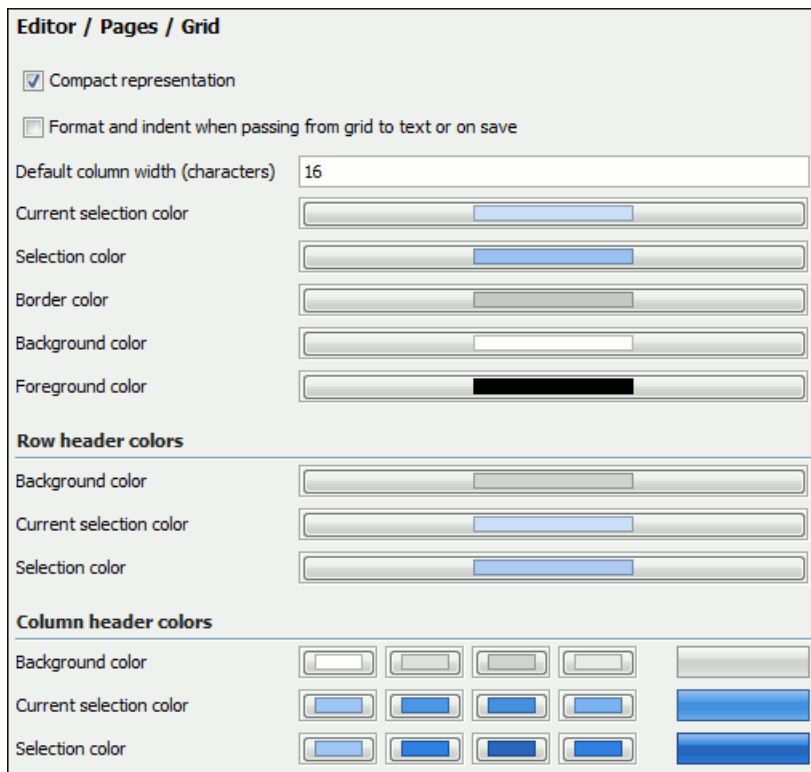 Editor / Pages / Grid
Compact representation
Format and indent when passing from grid to text or on save
Default column width (characters) 16
Current selection color
Selection color
Border color
Background color
Foreground color
Row header colors
Background color
Current selection color
Selection color
Column header colors
Background color
Current selection color
Selection color